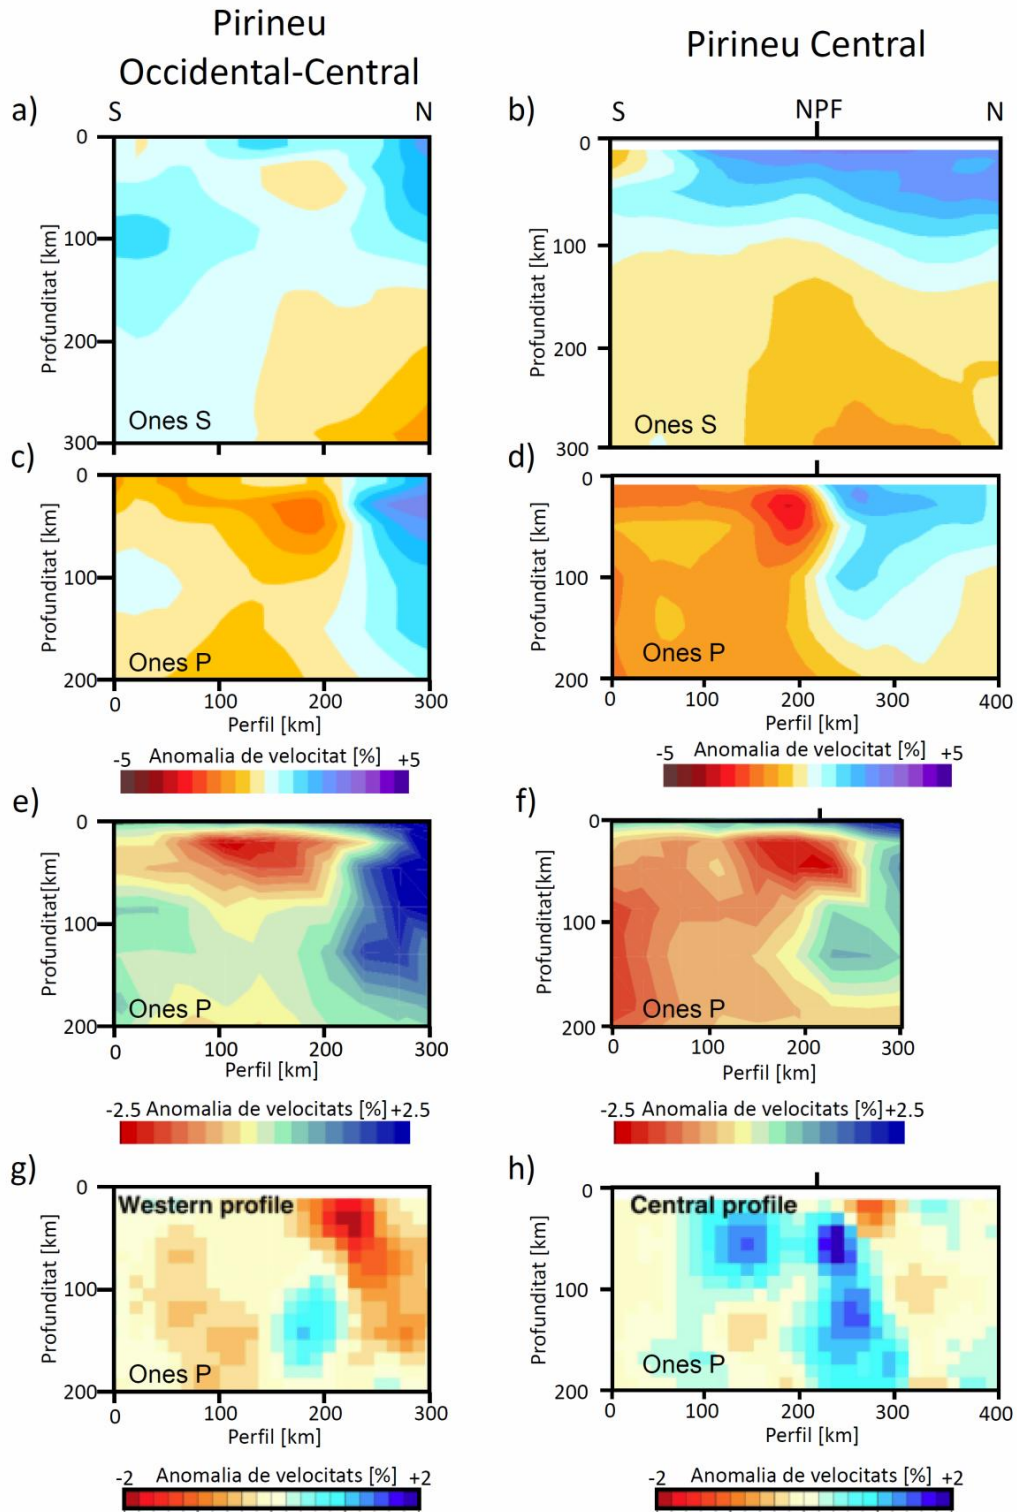 Pirineu
Occidental-Central
Pirineu Central
a) S N
b) S NPF N
0
100
200
300
Profunditat [km]
Ones S
0
100
200
300
Profunditat [km]
Ones S
c)
0
100
200
Profunditat [km]
Ones P
0 100 200 300
Perfil [km]
-5 Anomalia de velocitat [%] +5
d)
0
100
200
Profunditat [km]
Ones P
0 100 200 300 400
Perfil [km]
-5 Anomalia de velocitat [%] +5
e)
0
100
200
Profunditat[km]
Ones P
0 100 200 300
Perfil [km]
-2.5 Anomalia de velocitats [%] +2.5
f)
0
100
200
Profunditat[km]
Ones P
0 100 200 300
Perfil [km]
-2.5 Anomalia de velocitats [%] +2.5
g)
Western profile
0
100
200
Profunditat [km]
Ones P
0 100 200 300
Perfil [km]
-2 Anomalia de velocitats [%] +2
h)
Central profile
0
100
200
Profunditat [km]
Ones P
0 100 200 300 400
Perfil [km]
-2 Anomalia de velocitats [%] +2